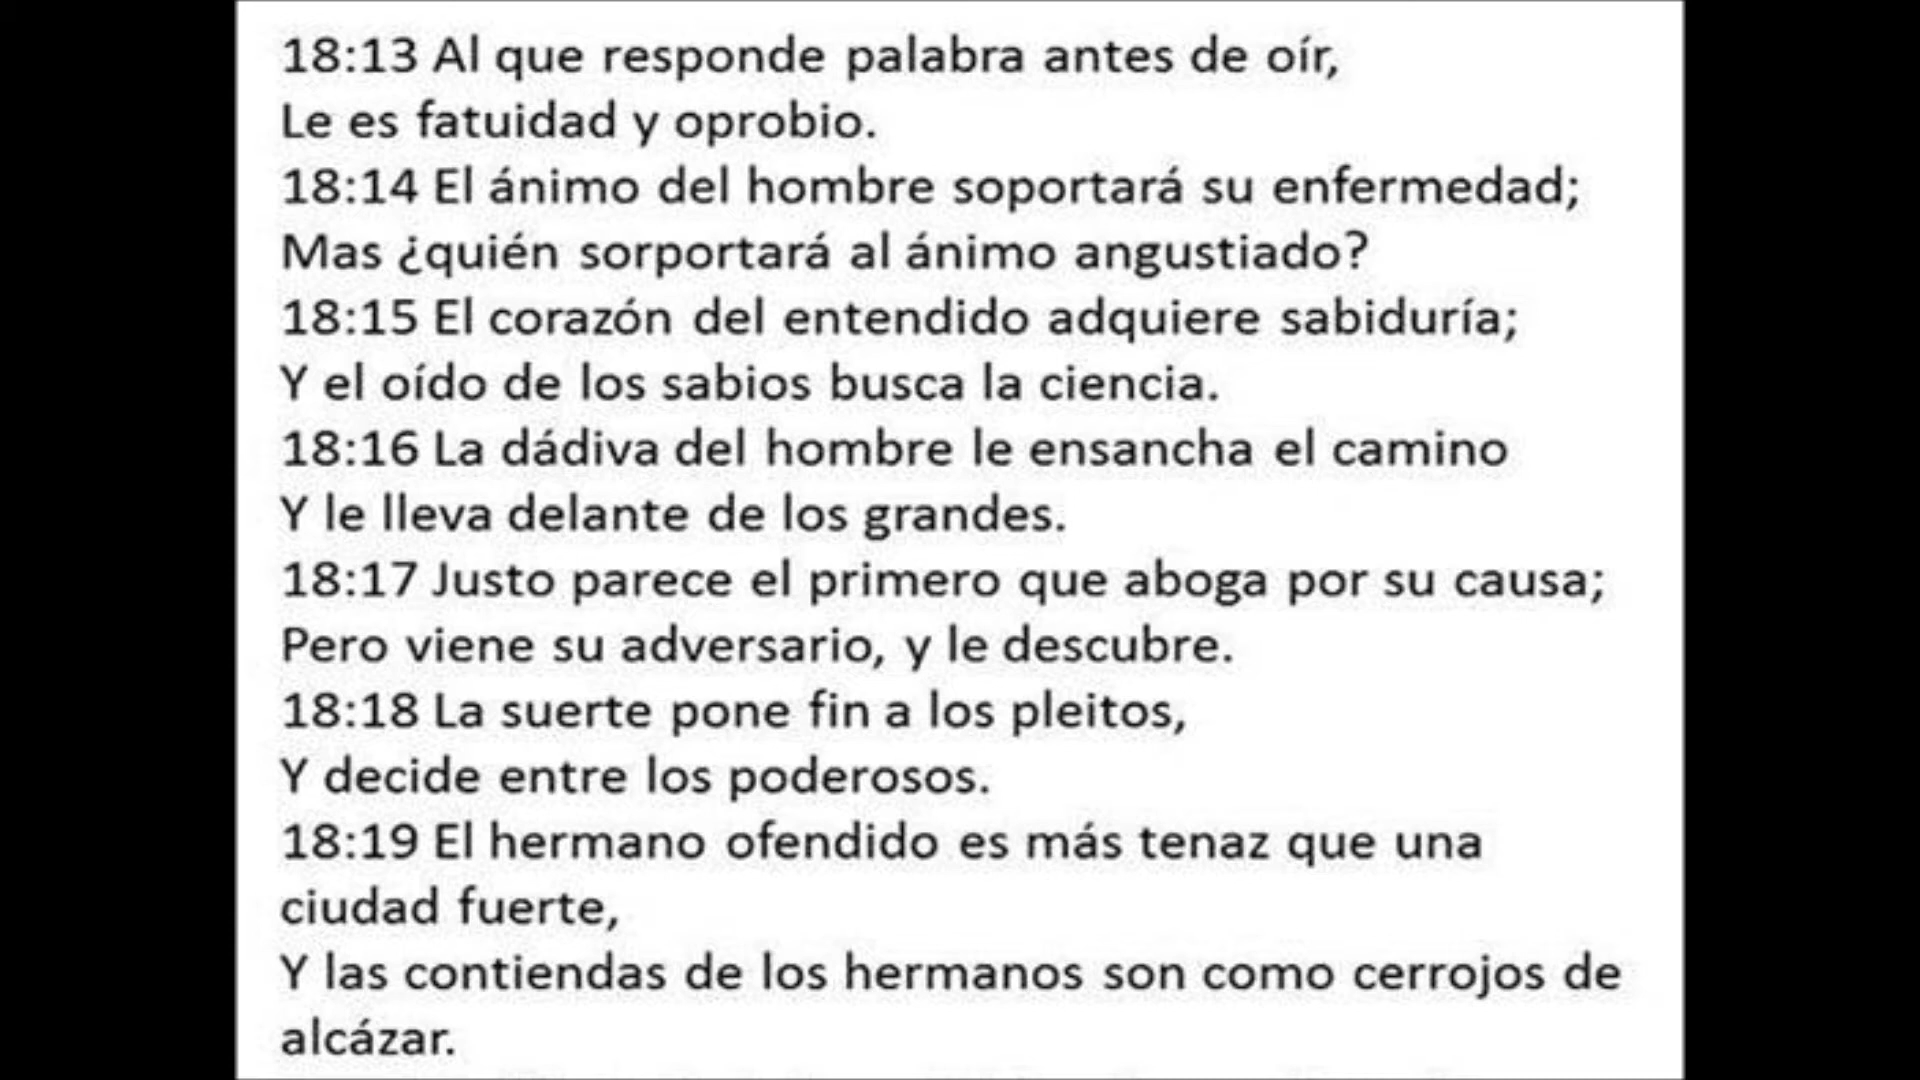 18:13 Al que responde palabra antes de oír,
Le es fatuidad y oprobio.
18:14 El ánimo del hombre soportará su enfermedad;
Mas ¿quién sorportará al ánimo angustiado?
18:15 El corazón del entendido adquiere sabiduría;
Y el oído de los sabios busca la ciencia.
18:16 La dádiva del hombre le ensancha el camino
Y le lleva delante de los grandes.
18:17 Justo parece el primero que aboga por su causa;
Pero viene su adversario, y le descubre.
18:18 La suerte pone fin a los pleitos,
Y decide entre los poderosos.
18:19 El hermano ofendido es más tenaz que una
ciudad fuerte,
Y las contiendas de los hermanos son como cerrojos de
alcázar.